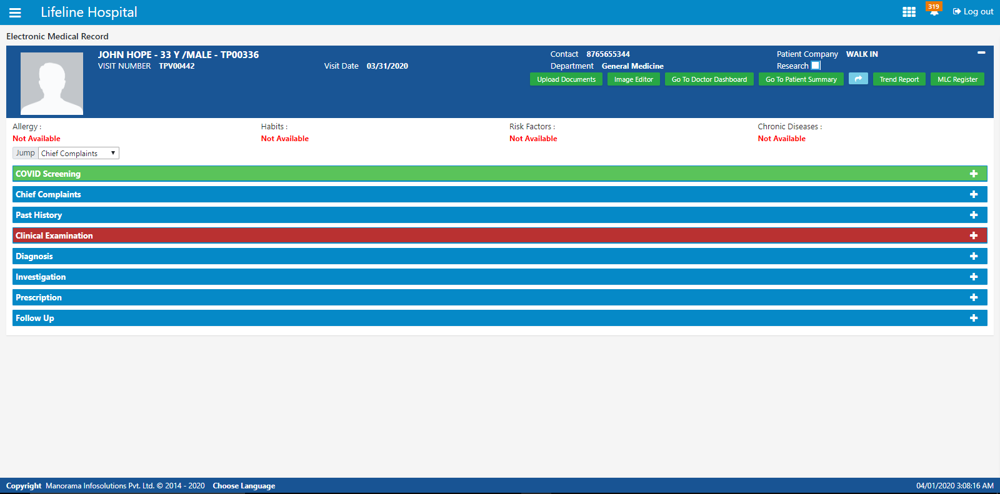 Lifeline Hospital
319
Log out
Electronic Medical Record
JOHN HOPE - 33 Y /MALE - TP00336
Contact 8765655344
Patient Company WALK IN
VISIT NUMBER TPV00442
Visit Date 03/31/2020
Department General Medicine
Research
Upload Documents
Image Editor
Go To Doctor Dashboard
Go To Patient Summary
Trend Report
MLC Register
Allergy :
Not Available
Habits :
Not Available
Risk Factors :
Not Available
Chronic Diseases :
Not Available
Jump Chief Complaints
COVID Screening
Chief Complaints
Past History
Clinical Examination
Diagnosis
Investigation
Prescription
Follow Up
Copyright Manorama Infosolutions Pvt. Ltd. © 2014 - 2020 Choose Language
04/01/2020 3:08:16 AM